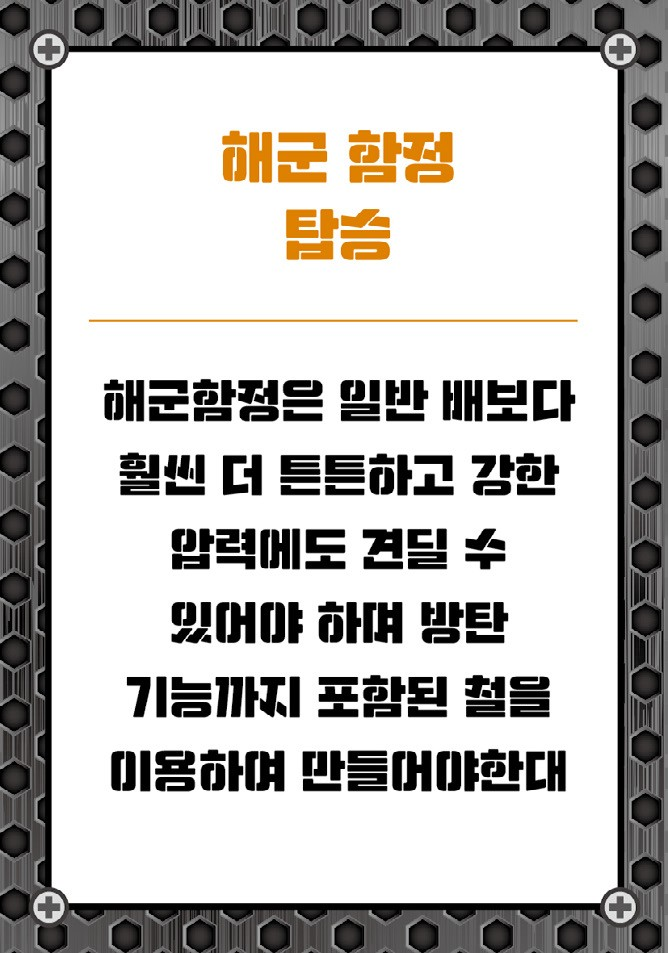 해군 함정
탑승
해군함정은 일반 배보다
훨씬 더 튼튼하고 강한
압력에도 견딜 수
있어야 하며 방탄
기능까지 포함된 철을
이용하여 만들어야한대